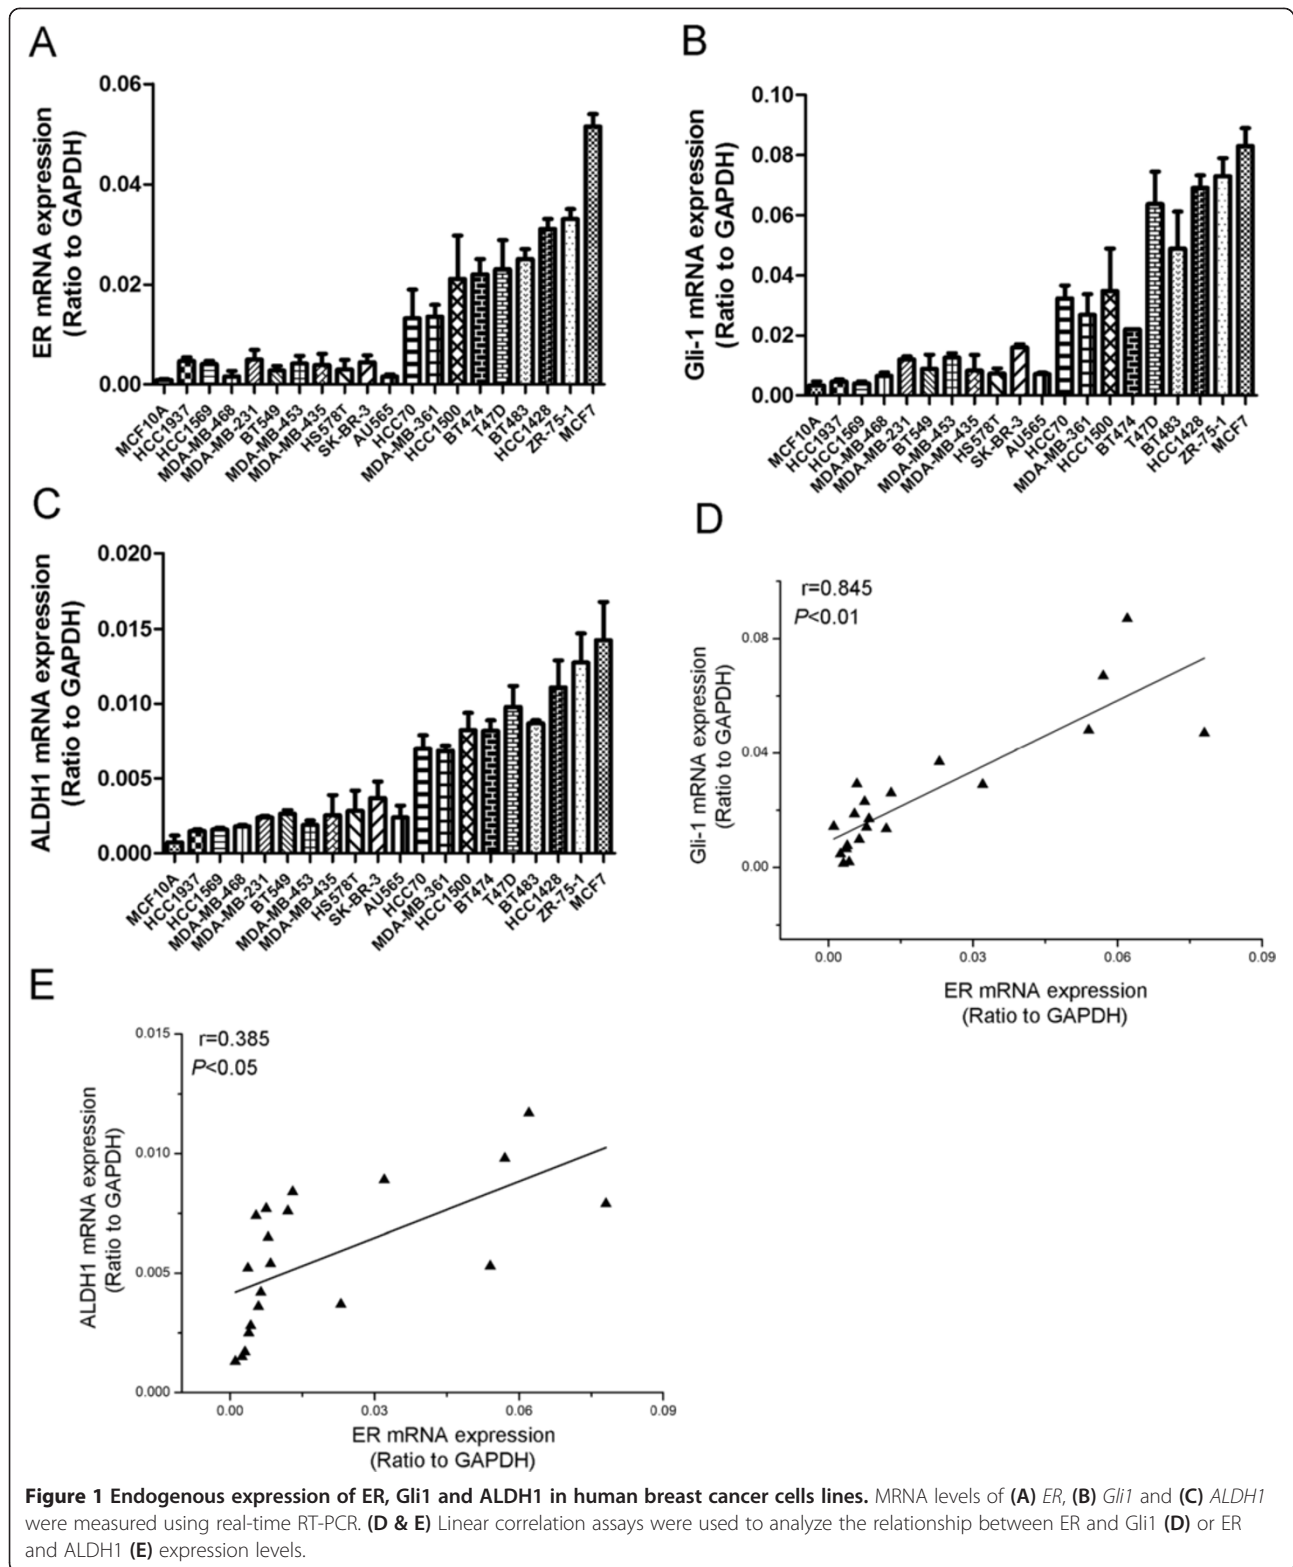 A
ER mRNA expression
(Ratio to GAPDH)
0.06
0.04
0.02
0.00
MCF10A
HCC1937
HCC1569
MDA-MB-468
MDA-MB-231
BT549
MDA-MB-453
MDA-MB-435
HS578T
SK-BR-3
AU565
HCC70
MDA-MB-361
HCC1500
BT474
T47D
BT483
HCC1428
ZR-75-1
MCF7
B
Gli-1 mRNA expression
(Ratio to GAPDH)
0.10
0.08
0.06
0.04
0.02
0.00
MCF10A
HCC1937
HCC1569
MDA-MB-468
MDA-MB-231
BT549
MDA-MB-453
MDA-MB-435
HS578T
SK-BR-3
AU565
HCC70
MDA-MB-361
HCC1500
BT474
T47D
BT483
HCC1428
ZR-75-1
MCF7
C
ALDH1 mRNA expression
(Ratio to GAPDH)
0.020
0.015
0.010
0.005
0.000
MCF10A
HCC1937
HCC1569
MDA-MB-468
MDA-MB-231
BT549
MDA-MB-453
MDA-MB-435
HS578T
SK-BR-3
AU565
HCC70
MDA-MB-361
HCC1500
BT474
T47D
BT483
HCC1428
ZR-75-1
MCF7
D
r=0.845
P<0.01
Gli-1 mRNA expression
(Ratio to GAPDH)
0.08
0.04
0.00
0.00
0.03
0.06
0.09
ER mRNA expression
(Ratio to GAPDH)
E
r=0.385
P<0.05
ALDH1 mRNA expression
(Ratio to GAPDH)
0.015
0.010
0.005
0.000
0.00
0.03
0.06
0.09
ER mRNA expression
(Ratio to GAPDH)
Figure 1 Endogenous expression of ER, Gli1 and ALDH1 in human breast cancer cells lines. MRNA levels of (A) ER, (B) Gli1 and (C) ALDH1
were measured using real-time RT-PCR. (D & E) Linear correlation assays were used to analyze the relationship between ER and Gli1 (D) or ER
and ALDH1 (E) expression levels.